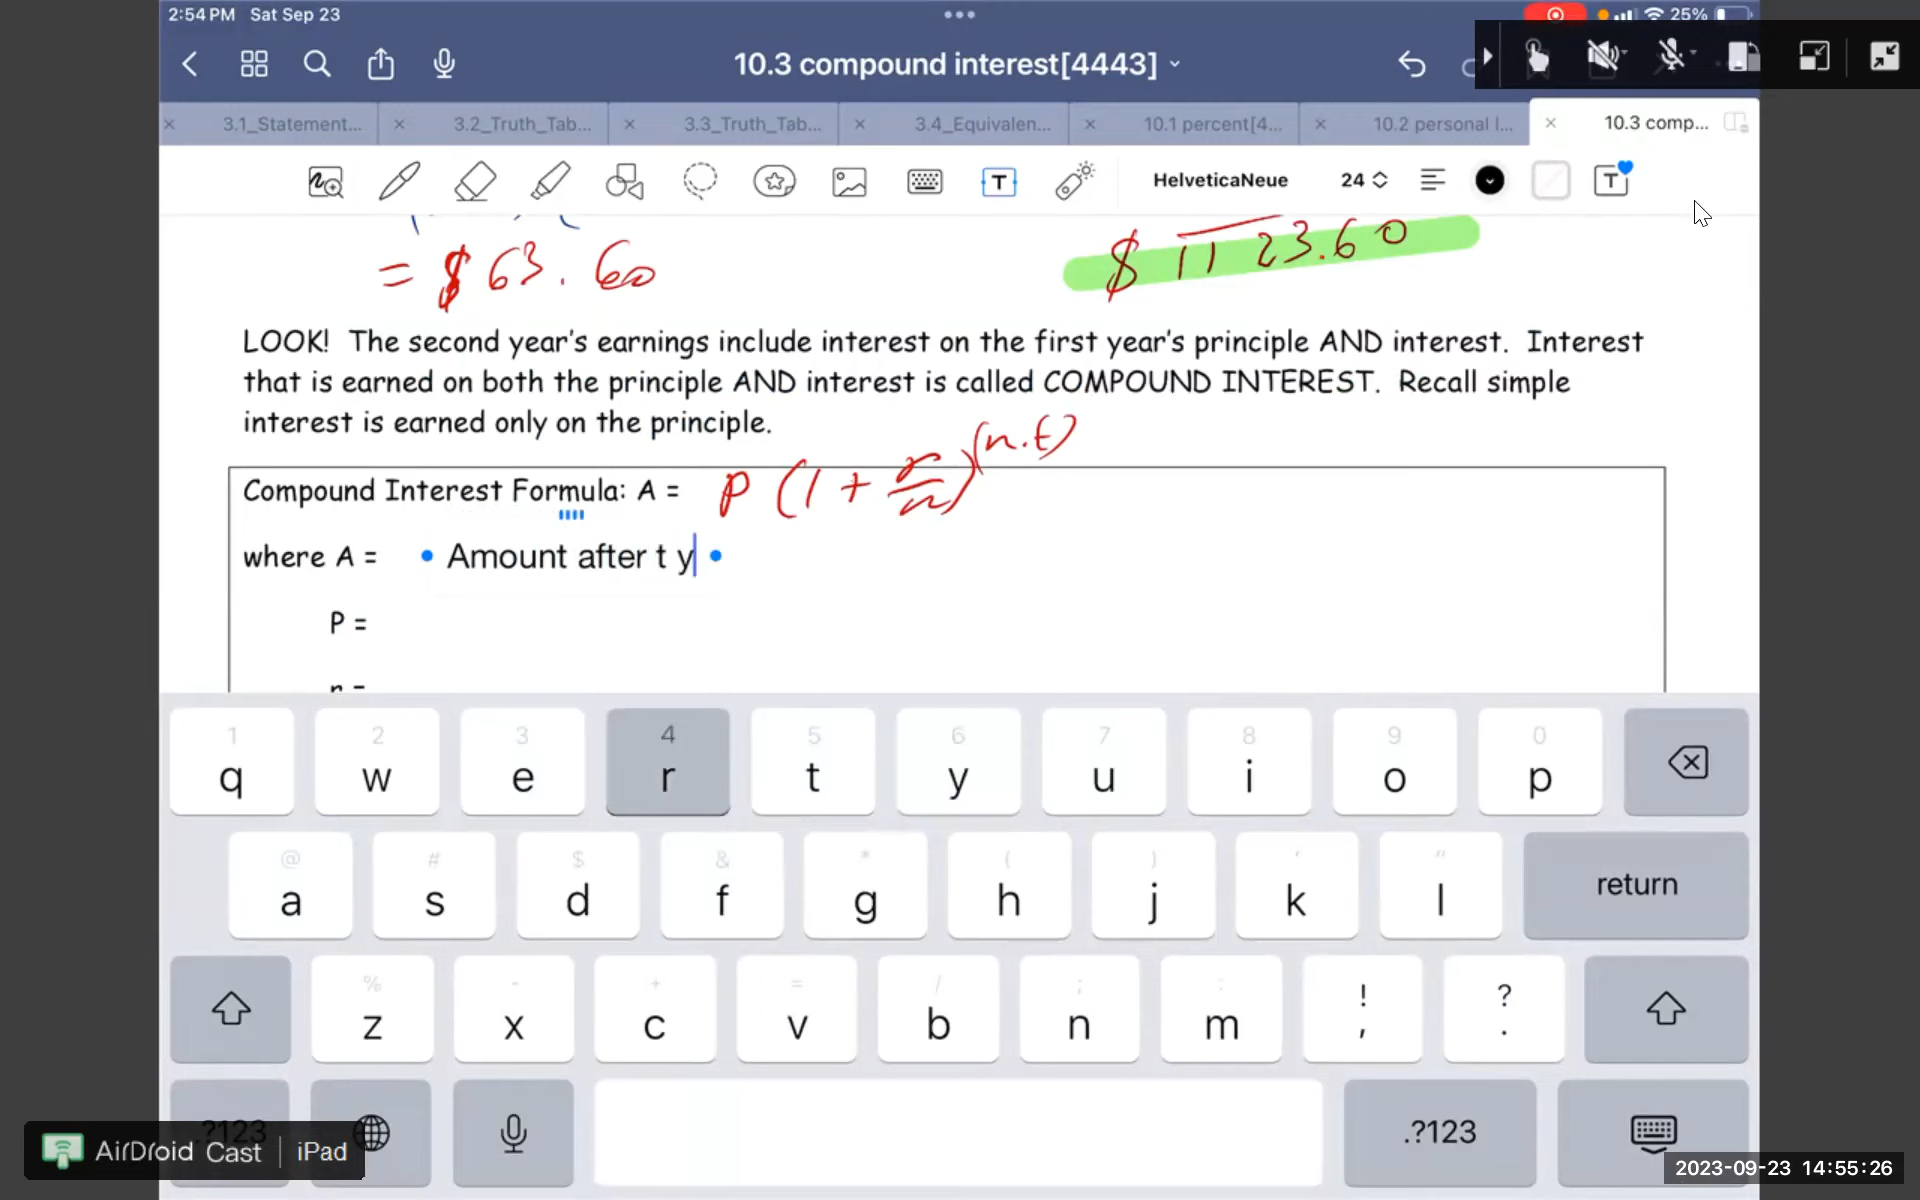 2:54 PM Sat Sep 23
25%
10.3 compound interest[4443]
3.1_Statement...
3.2_Truth_Tab...
3.3_Truth_Tab...
3.4_Equivalen...
10.1 percent[4...
10.2 personal l...
10.3 comp...
HelveticaNeue 24
= $63.60
$1123.60
LOOK! The second year's earnings include interest on the first year's principle AND interest. Interest
that is earned on both the principle AND interest is called COMPOUND INTEREST. Recall simple
interest is earned only on the principle.
Compound Interest Formula: A = P (1 + r/n)^(n.t)
where A = Amount after t y
P =
1 2 3 4 5 6 7 8 9 0
q w e r t y u i o p
@ # $ & * ( ) ' "
a s d f g h j k l return
% - + = / ; : ! ?
z x c v b n m , .
.?123 .?123
AirDroid Cast | iPad
2023-09-23 14:55:26